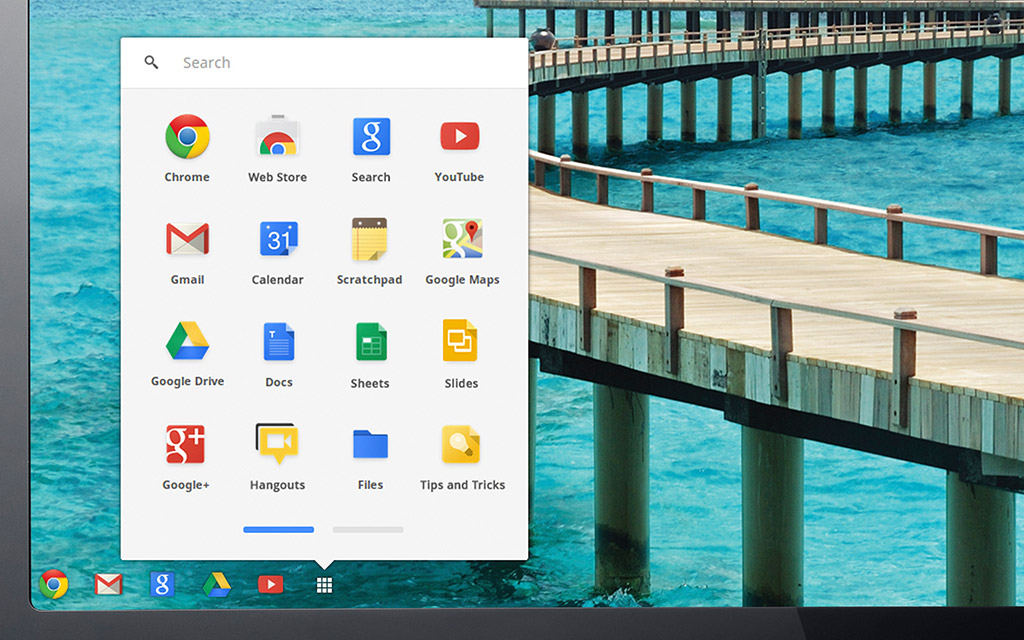 Search
Chrome
Web Store
Search
YouTube
31
Gmail
Calendar
Scratchpad
Google Maps
T
Google Drive
Docs
Sheets
Slides
g+
Google+
Hangouts
Files
Tips and Tricks